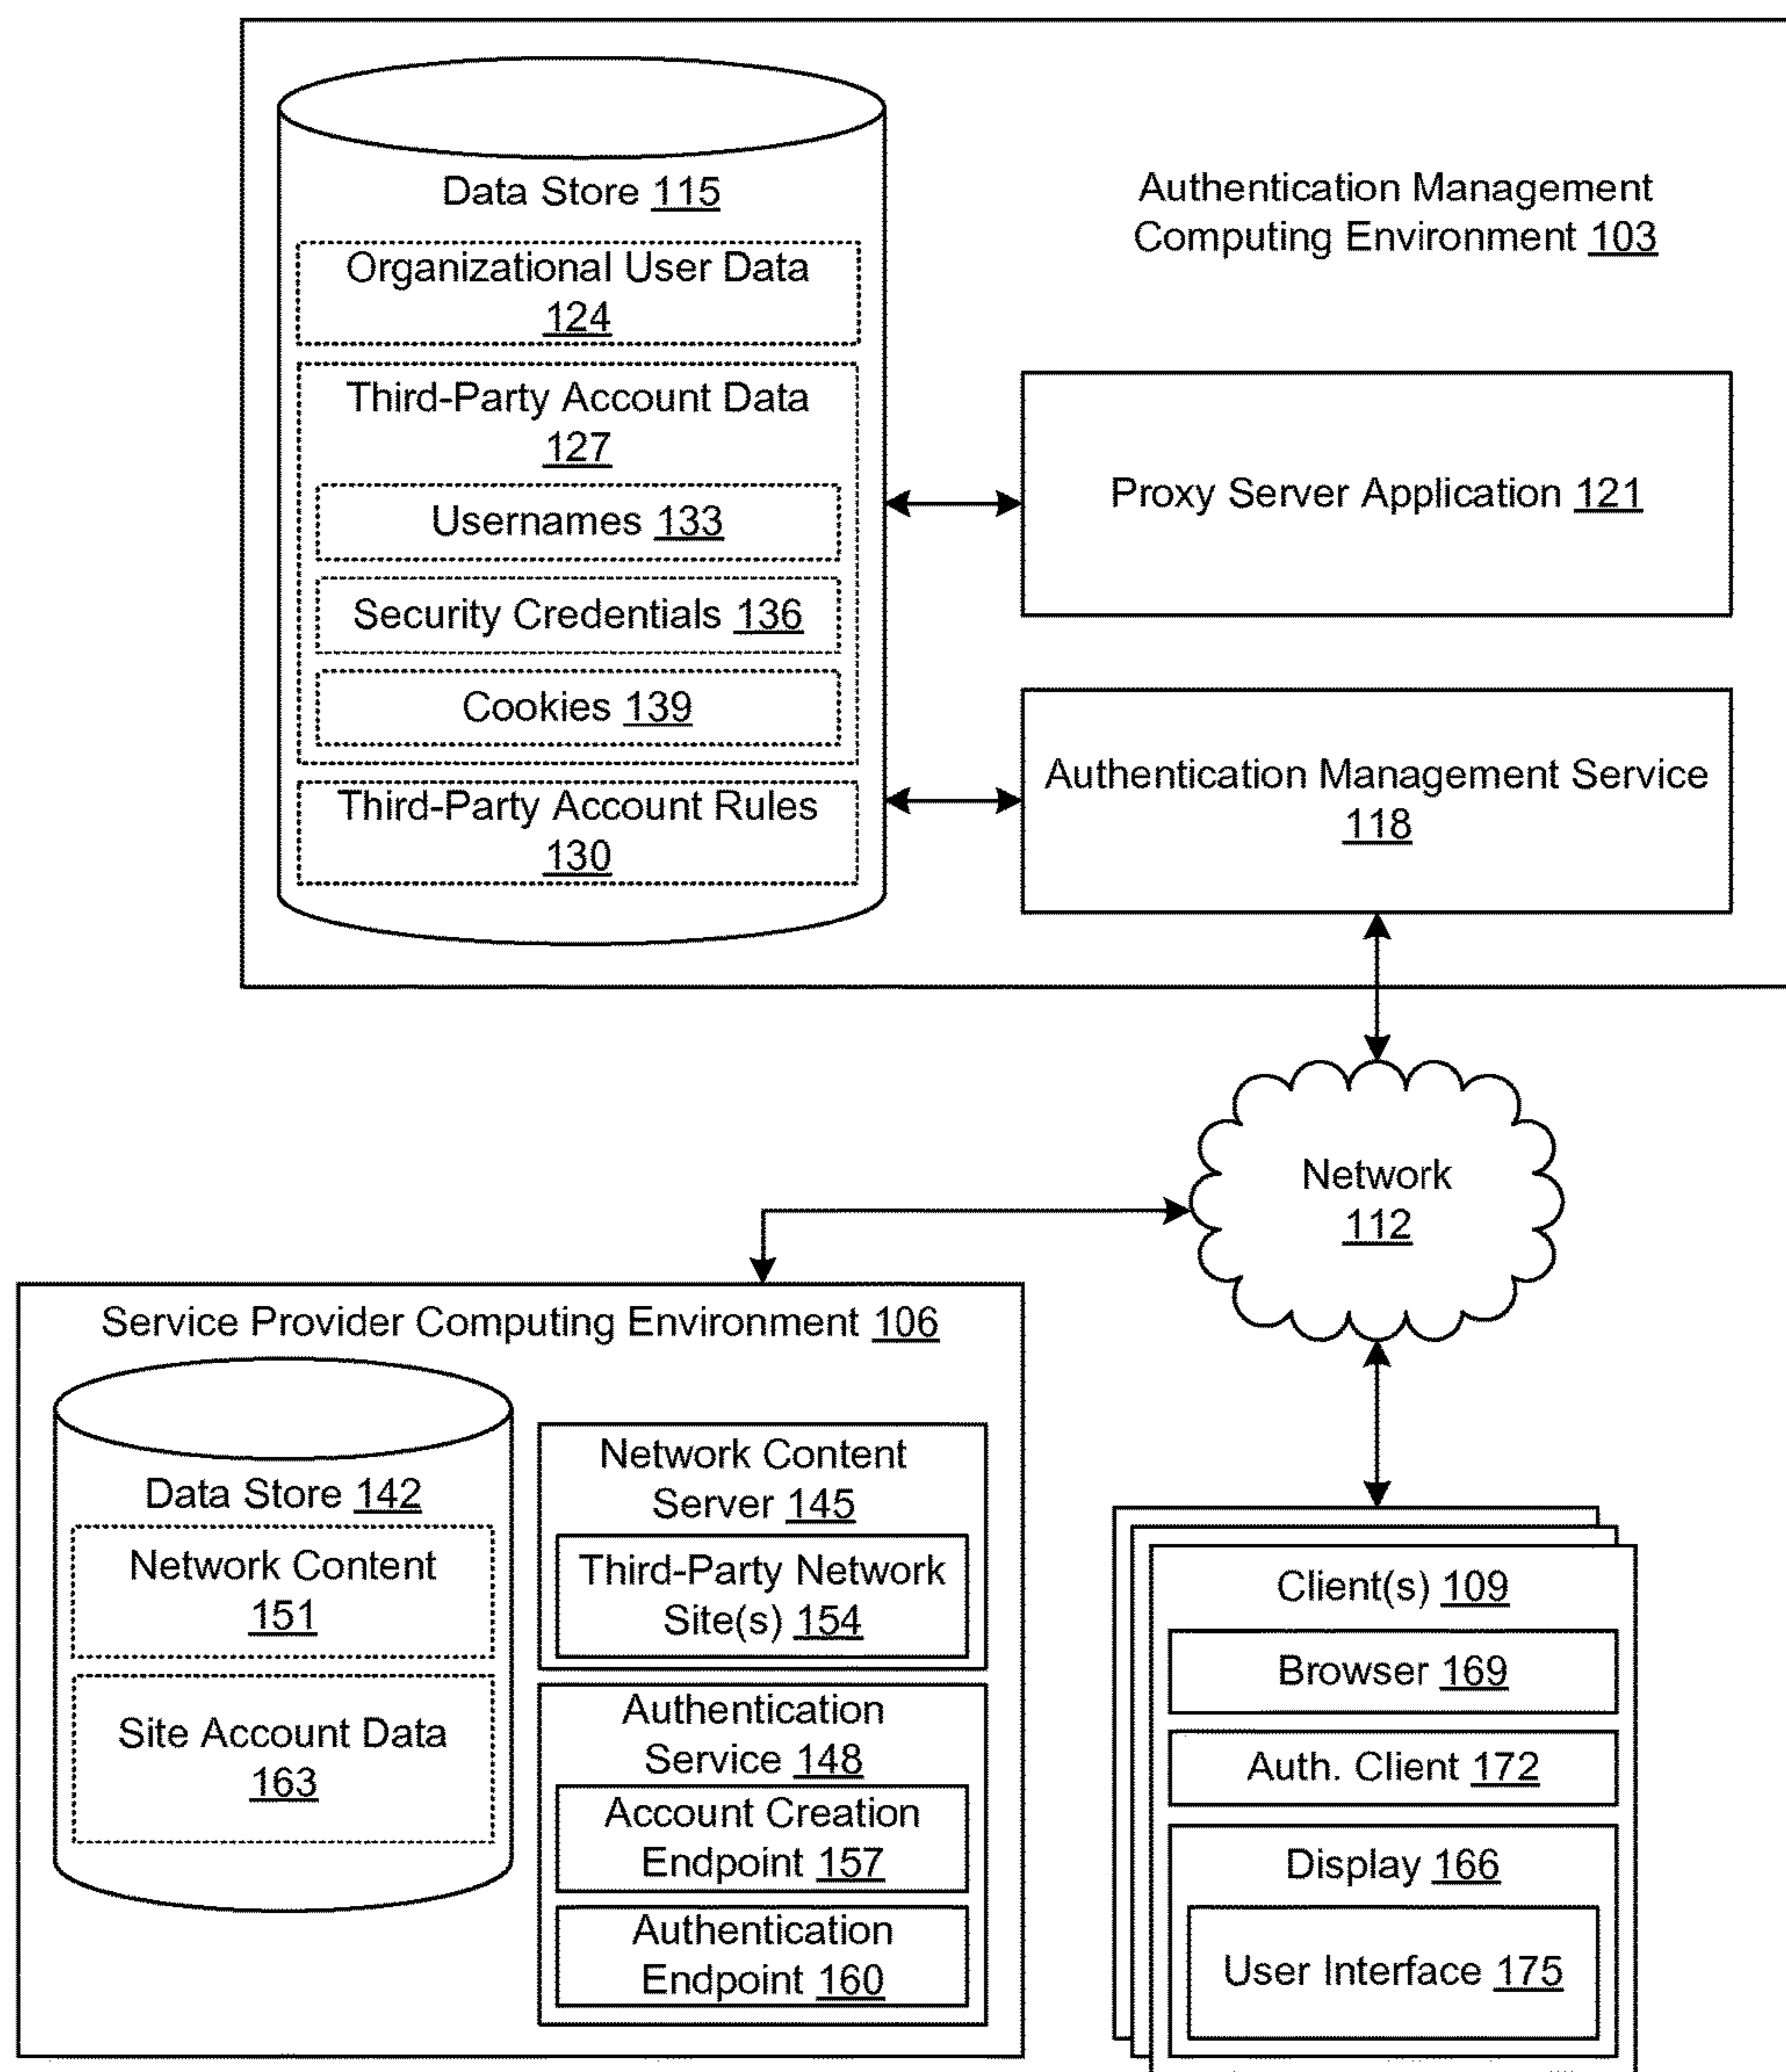 Data Store 115
Organizational User Data
124
Third-Party Account Data
127
Usernames 133
Security Credentials 136
Cookies 139
Third-Party Account Rules
130
Authentication Management
Computing Environment 103
Proxy Server Application 121
Authentication Management Service
118
Network
112
Service Provider Computing Environment 106
Data Store 142
Network Content
151
Site Account Data
163
Network Content
Server 145
Third-Party Network
Site(s) 154
Authentication
Service 148
Account Creation
Endpoint 157
Authentication
Endpoint 160
Client(s) 109
Browser 169
Auth. Client 172
Display 166
User Interface 175